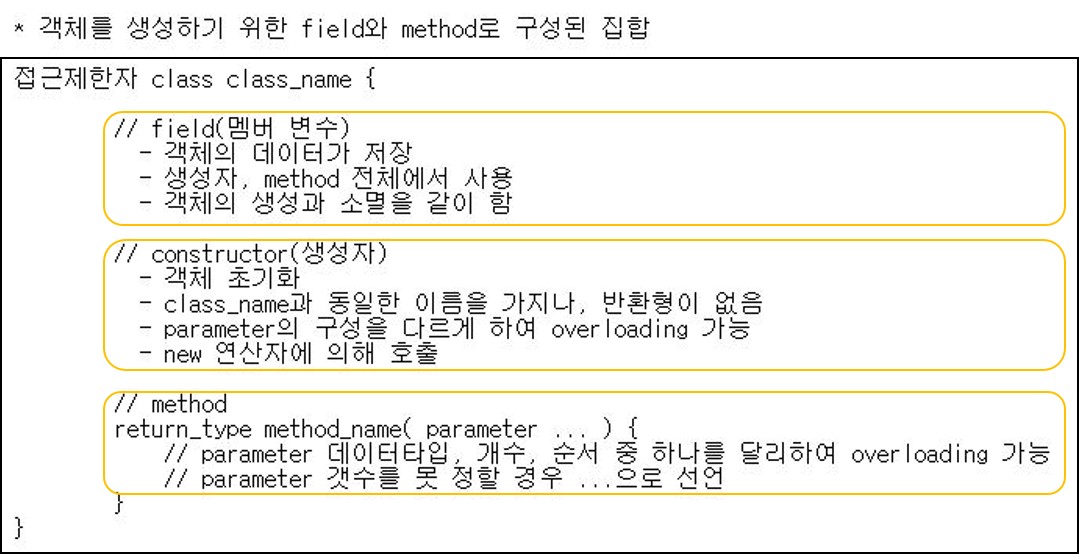 * 객체를 생성하기 위한 field와 method로 구성된 집합
접근제한자 class class_name {
// field(멤버 변수)
- 객체의 데이터가 저장
- 생성자, method 전체에서 사용
- 객체의 생성과 소멸을 같이 함
// constructor(생성자)
- 객체 초기화
- class_name과 동일한 이름을 가지나, 반환형이 없음
- parameter의 구성을 다르게 하여 overloading 가능
- new 연산자에 의해 호출
// method
return_type method_name( parameter ... ) {
// parameter 데이터타입, 개수, 순서 중 하나를 달리하여 overloading 가능
// parameter 갯수를 못 정할 경우 ...으로 선언
}
}